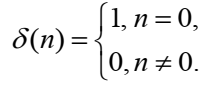 δ(n) = { 1, n = 0,
0, n ≠ 0.